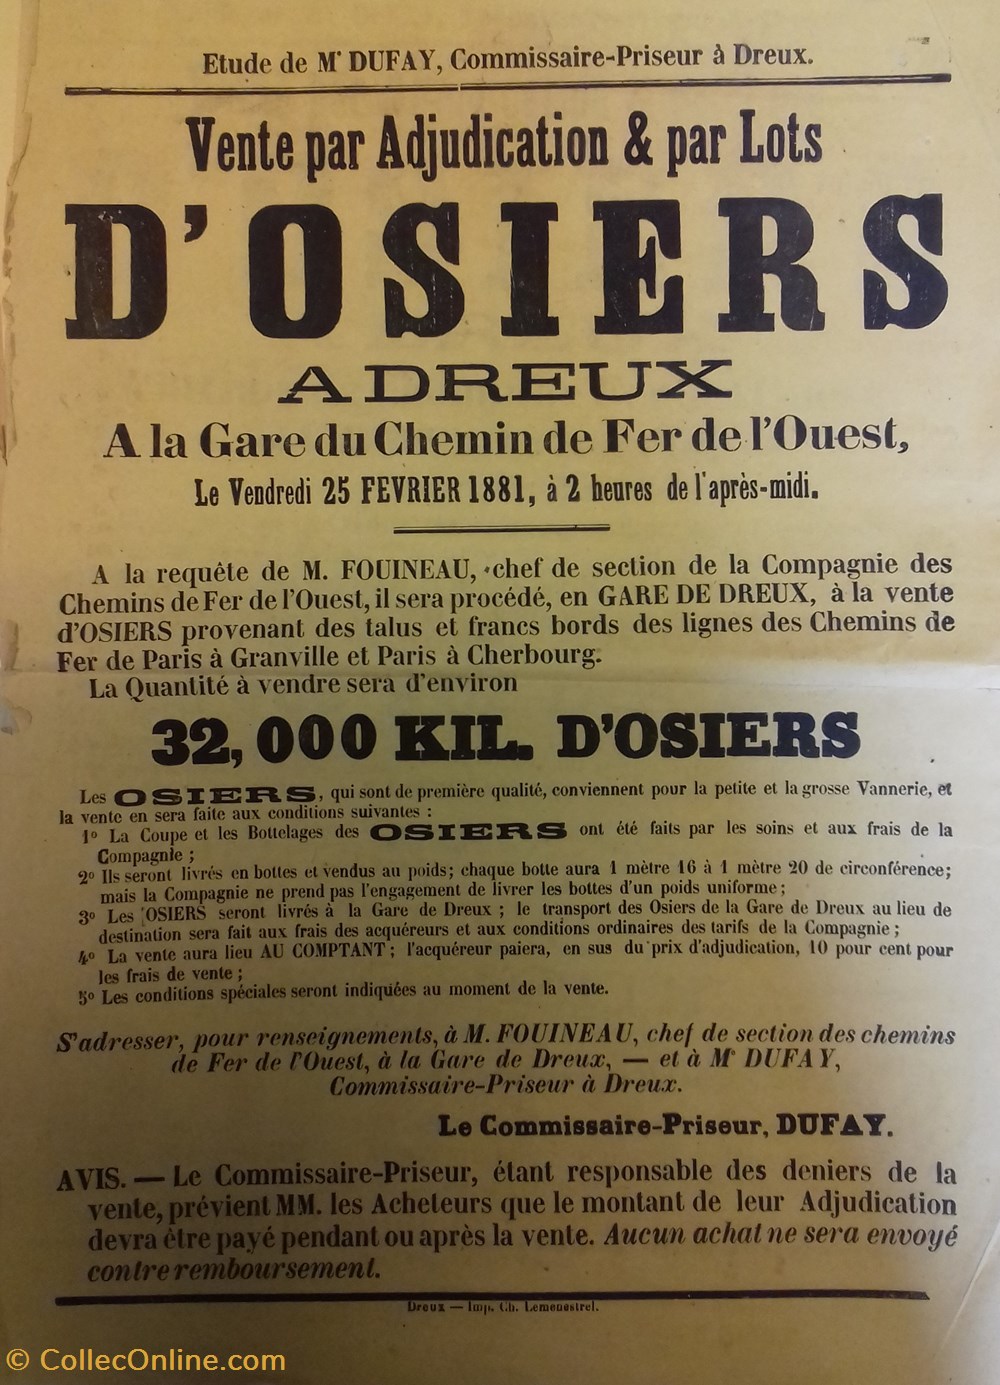 Etude de Mᵉ DUFAY, Commissaire-Priseur à Dreux.
Vente par Adjudication & par Lots
D'OSIERS
A DREUX
A la Gare du Chemin de Fer de l'Ouest,
Le Vendredi 25 FEVRIER 1881, à 2 heures de l'après-midi.
A la requête de M. FOUINEAU, chef de section de la Compagnie des
Chemins de Fer de l'Ouest, il sera procédé, en GARE DE DREUX, à la vente
d'OSIERS provenant des talus et francs bords des lignes des Chemins de
Fer de Paris à Granville et Paris à Cherbourg.
La Quantité à vendre sera d'environ
32,000 KIL. D'OSIERS
Les OSIERS, qui sont de première qualité, conviennent pour la petite et la grosse Vannerie, et
la vente en sera faite aux conditions suivantes :
1º La Coupe et les Bottelages des OSIERS ont été faits par les soins et aux frais de la
Compagnie ;
2º Ils seront livrés en bottes et vendus au poids; chaque botte aura 1 mètre 16 à 1 mètre 20 de circonférence;
mais la Compagnie ne prend pas l'engagement de livrer les bottes d'un poids uniforme ;
3º Les OSIERS seront livrés à la Gare de Dreux ; le transport des Osiers de la Gare de Dreux au lieu de
destination sera fait aux frais des acquéreurs et aux conditions ordinaires des tarifs de la Compagnie ;
4º La vente aura lieu AU COMPTANT ; l'acquéreur paiera, en sus du prix d'adjudication, 10 pour cent pour
les frais de vente ;
5º Les conditions spéciales seront indiquées au moment de la vente.
S'adresser, pour renseignements, à M. FOUINEAU, chef de section des chemins
de Fer de l'Ouest, à la Gare de Dreux, — et à Mᵉ DUFAY,
Commissaire-Priseur à Dreux.
Le Commissaire-Priseur, DUFAY.
AVIS. — Le Commissaire-Priseur, étant responsable des deniers de la
vente, prévient MM. les Acheteurs que le montant de leur Adjudication
devra être payé pendant ou après la vente. Aucun achat ne sera envoyé
contre remboursement.
Dreux — Imp. Ch. Lemenestrel.
© CollecOnline.com